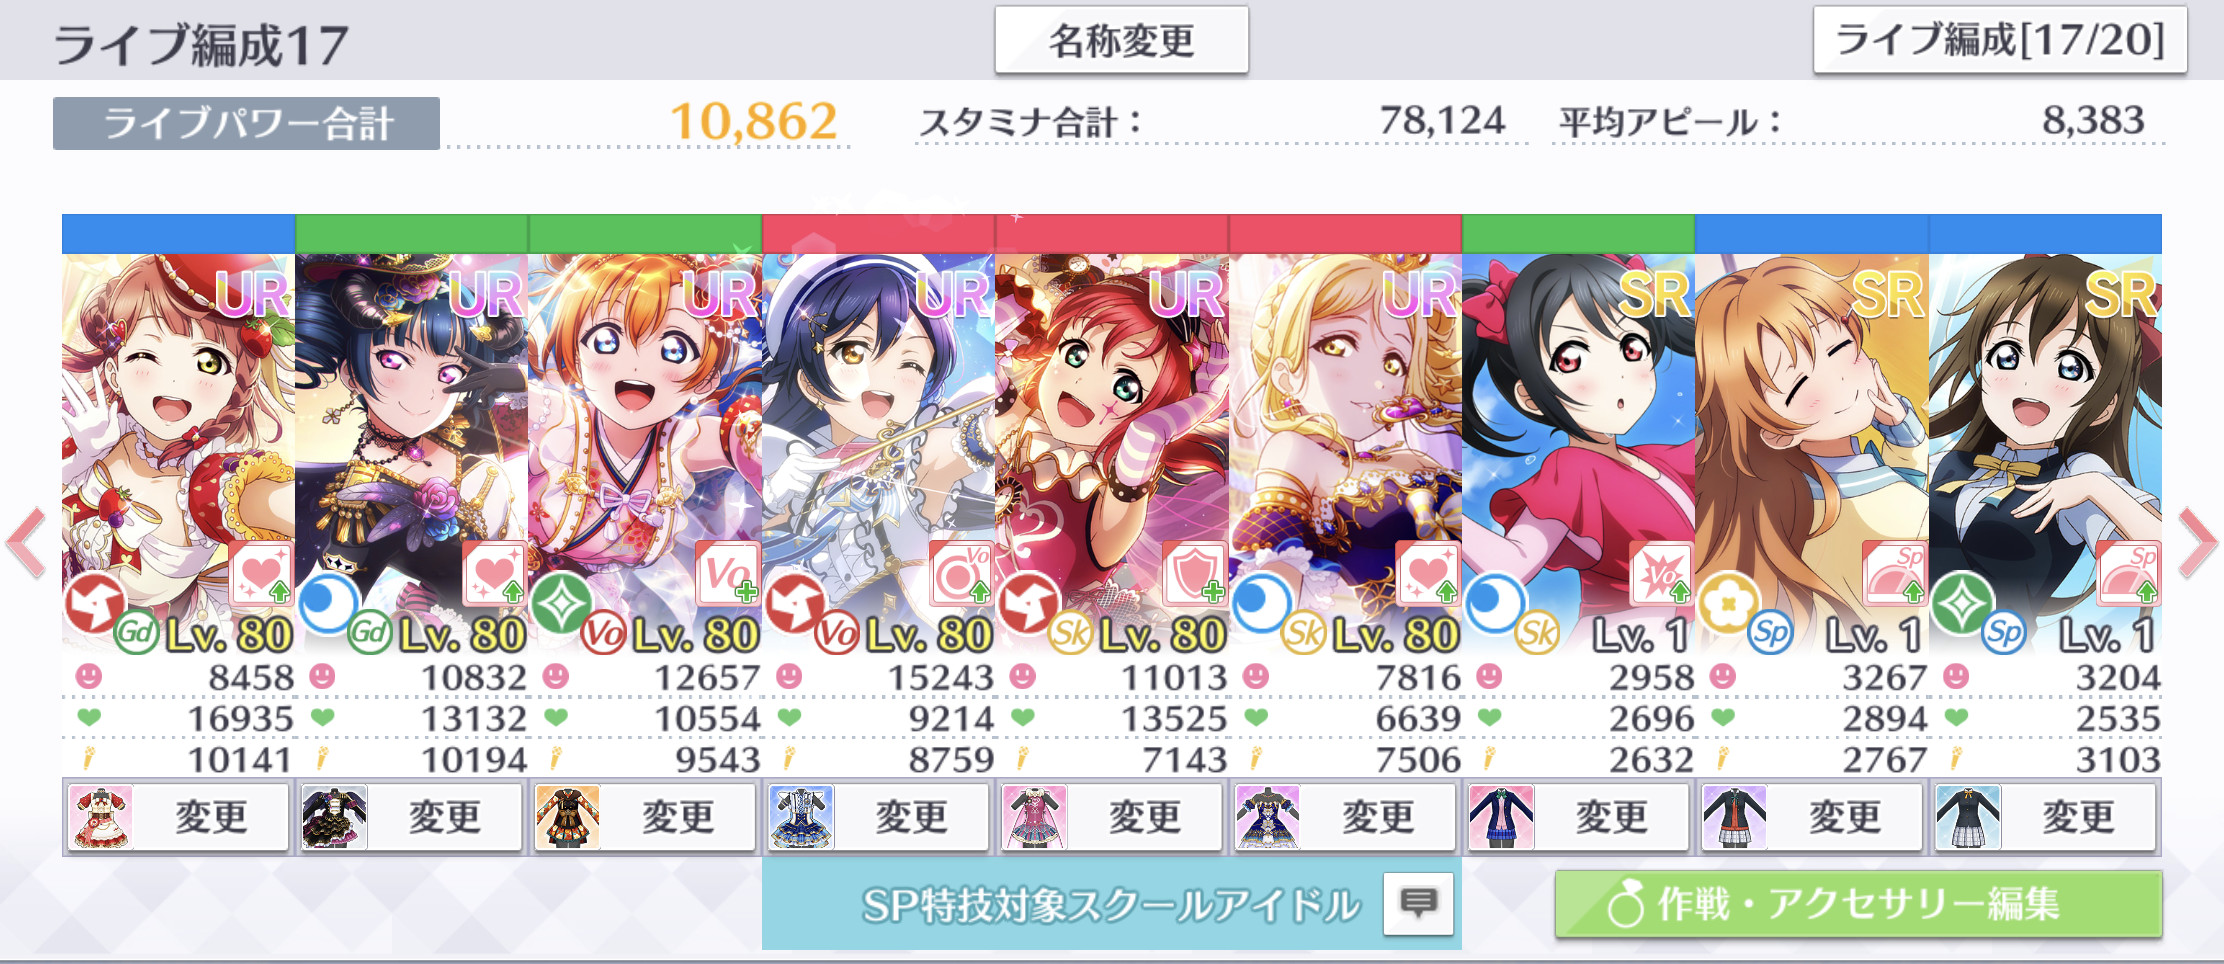 ライブ編成17 名称変更 ライブ編成[17/20]
ライブパワー合計 10,862 スタミナ合計： 78,124 平均アピール： 8,383
UR UR UR UR UR UR SR SR SR
Vo Vo Vo Sp Sp
Gd Lv. 80 Gd Lv. 80 Vo Lv. 80 Vo Lv. 80 Sk Lv. 80 Sk Lv. 80 Sk Lv. 1 Sp Lv. 1 Sp Lv. 1
8458 10832 12657 15243 11013 7816 2958 3267 3204
16935 13132 10554 9214 13525 6639 2696 2894 2535
10141 10194 9543 8759 7143 7506 2632 2767 3103
変更 変更 変更 変更 変更 変更 変更 変更 変更
SP特技対象スクールアイドル 作戦・アクセサリー編集